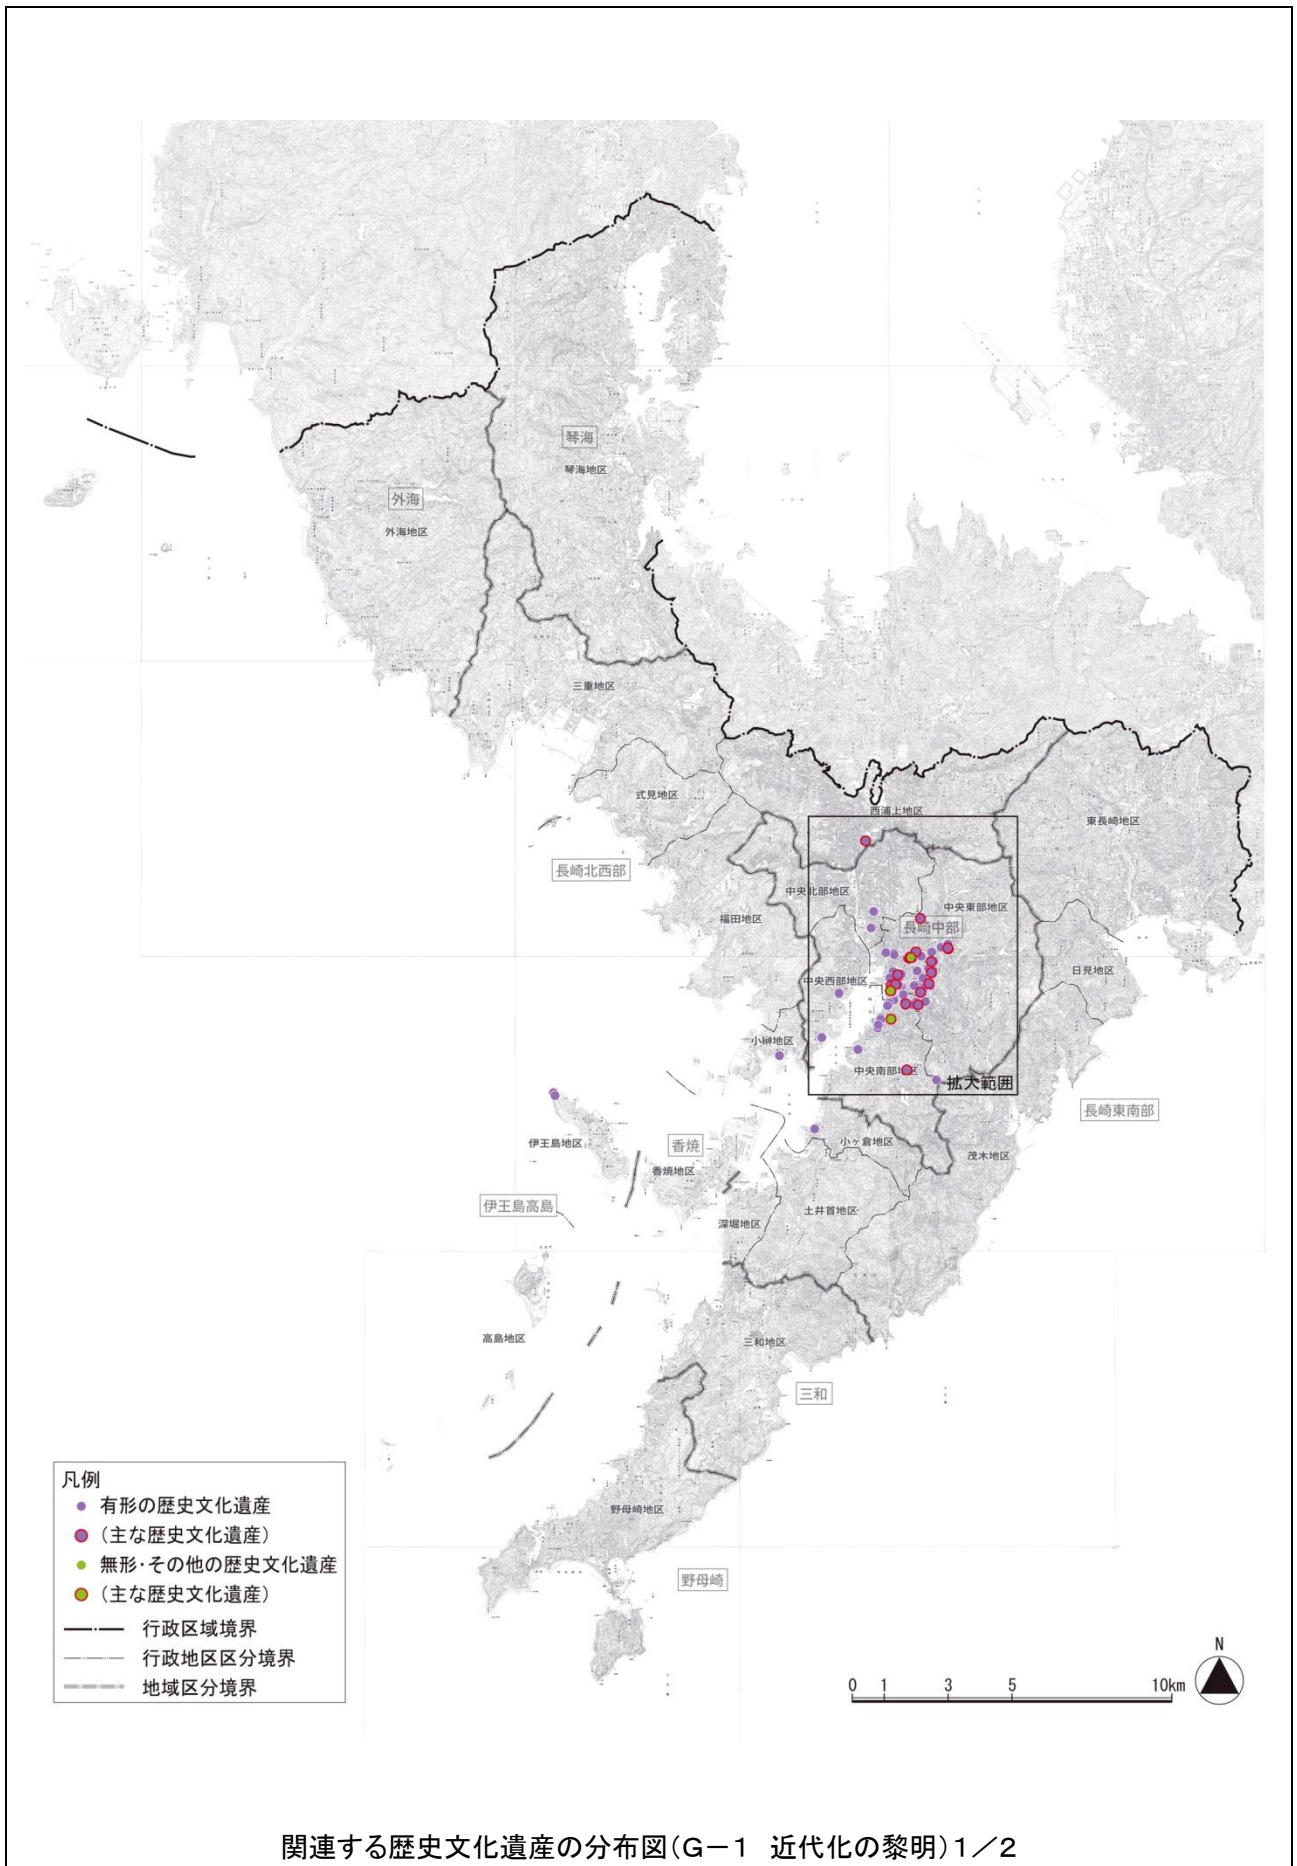 琴海
琴海地区
外海
外海地区
三重地区
式見地区
西浦上地区
東長崎地区
長崎北西部
中央北部地区
中央東部地区
福田地区
長崎中部
日見地区
中央西部地区
小榊地区
中央南部地区
拡大範囲
長崎東南部
伊王島地区
香焼
小ヶ倉地区
茂木地区
香焼地区
伊王島高島
深堀地区
土井首地区
高島地区
三和地区
三和
野母崎地区
野母崎
凡例
有形の歴史文化遺産
(主な歴史文化遺産)
無形・その他の歴史文化遺産
(主な歴史文化遺産)
行政区域境界
行政地区区分境界
地域区分境界
N
0 1 3 5 10km
関連する歴史文化遺産の分布図(G-1 近代化の黎明)1/2